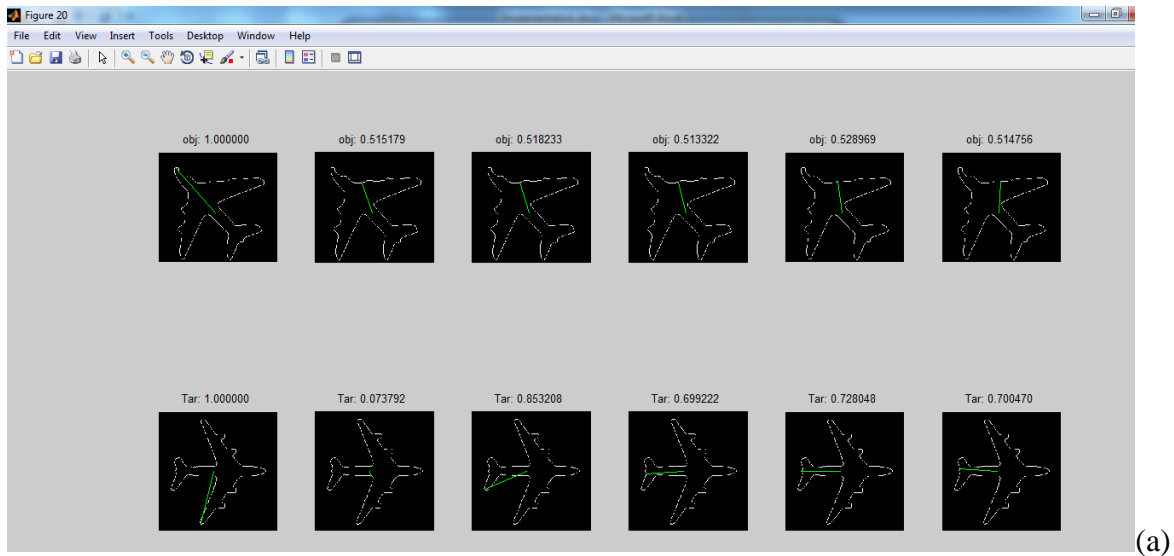 Figure 20
File Edit View Insert Tools Desktop Window Help
obj: 1.000000 obj: 0.515179 obj: 0.518233 obj: 0.513322 obj: 0.528969 obj: 0.514756
Tar: 1.000000 Tar: 0.073792 Tar: 0.853208 Tar: 0.699222 Tar: 0.728048 Tar: 0.700470
(a)